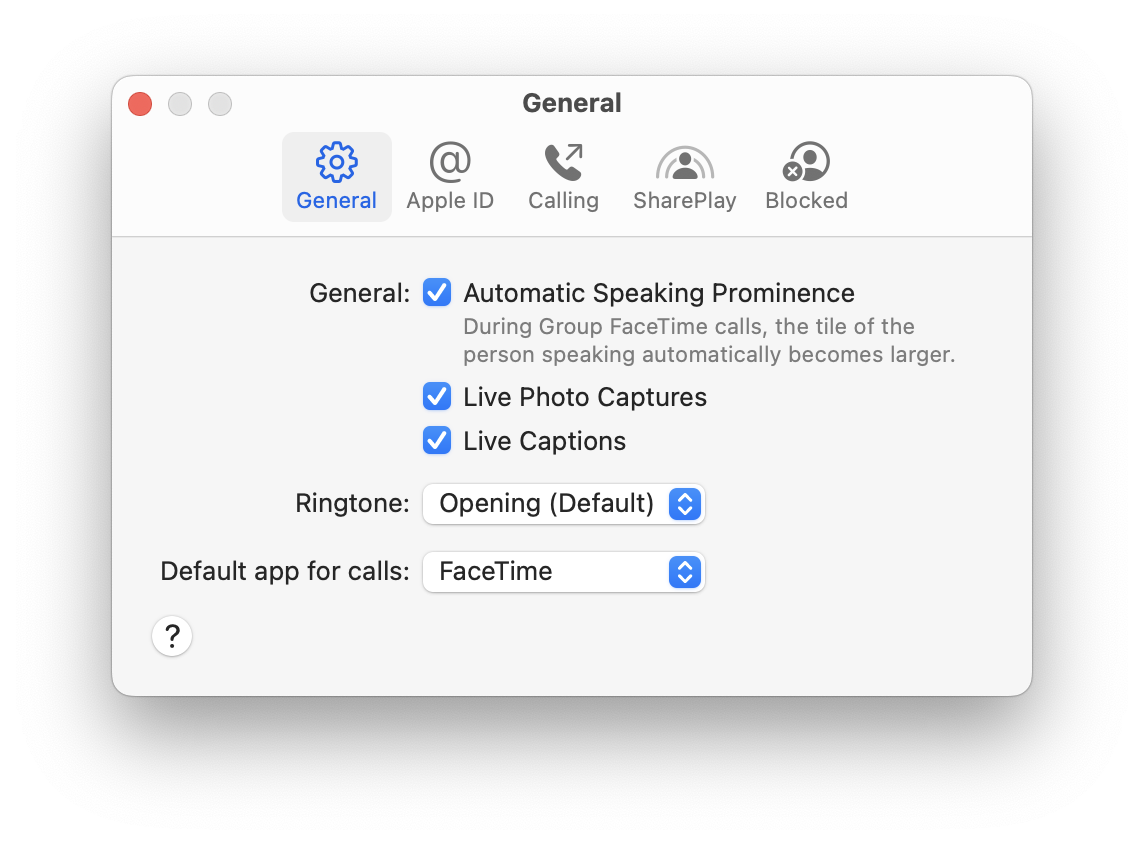 General
General
Apple ID
Calling
SharePlay
Blocked
General: Automatic Speaking Prominence
During Group FaceTime calls, the tile of the
person speaking automatically becomes larger.
Live Photo Captures
Live Captions
Ringtone: Opening (Default)
Default app for calls: FaceTime
?